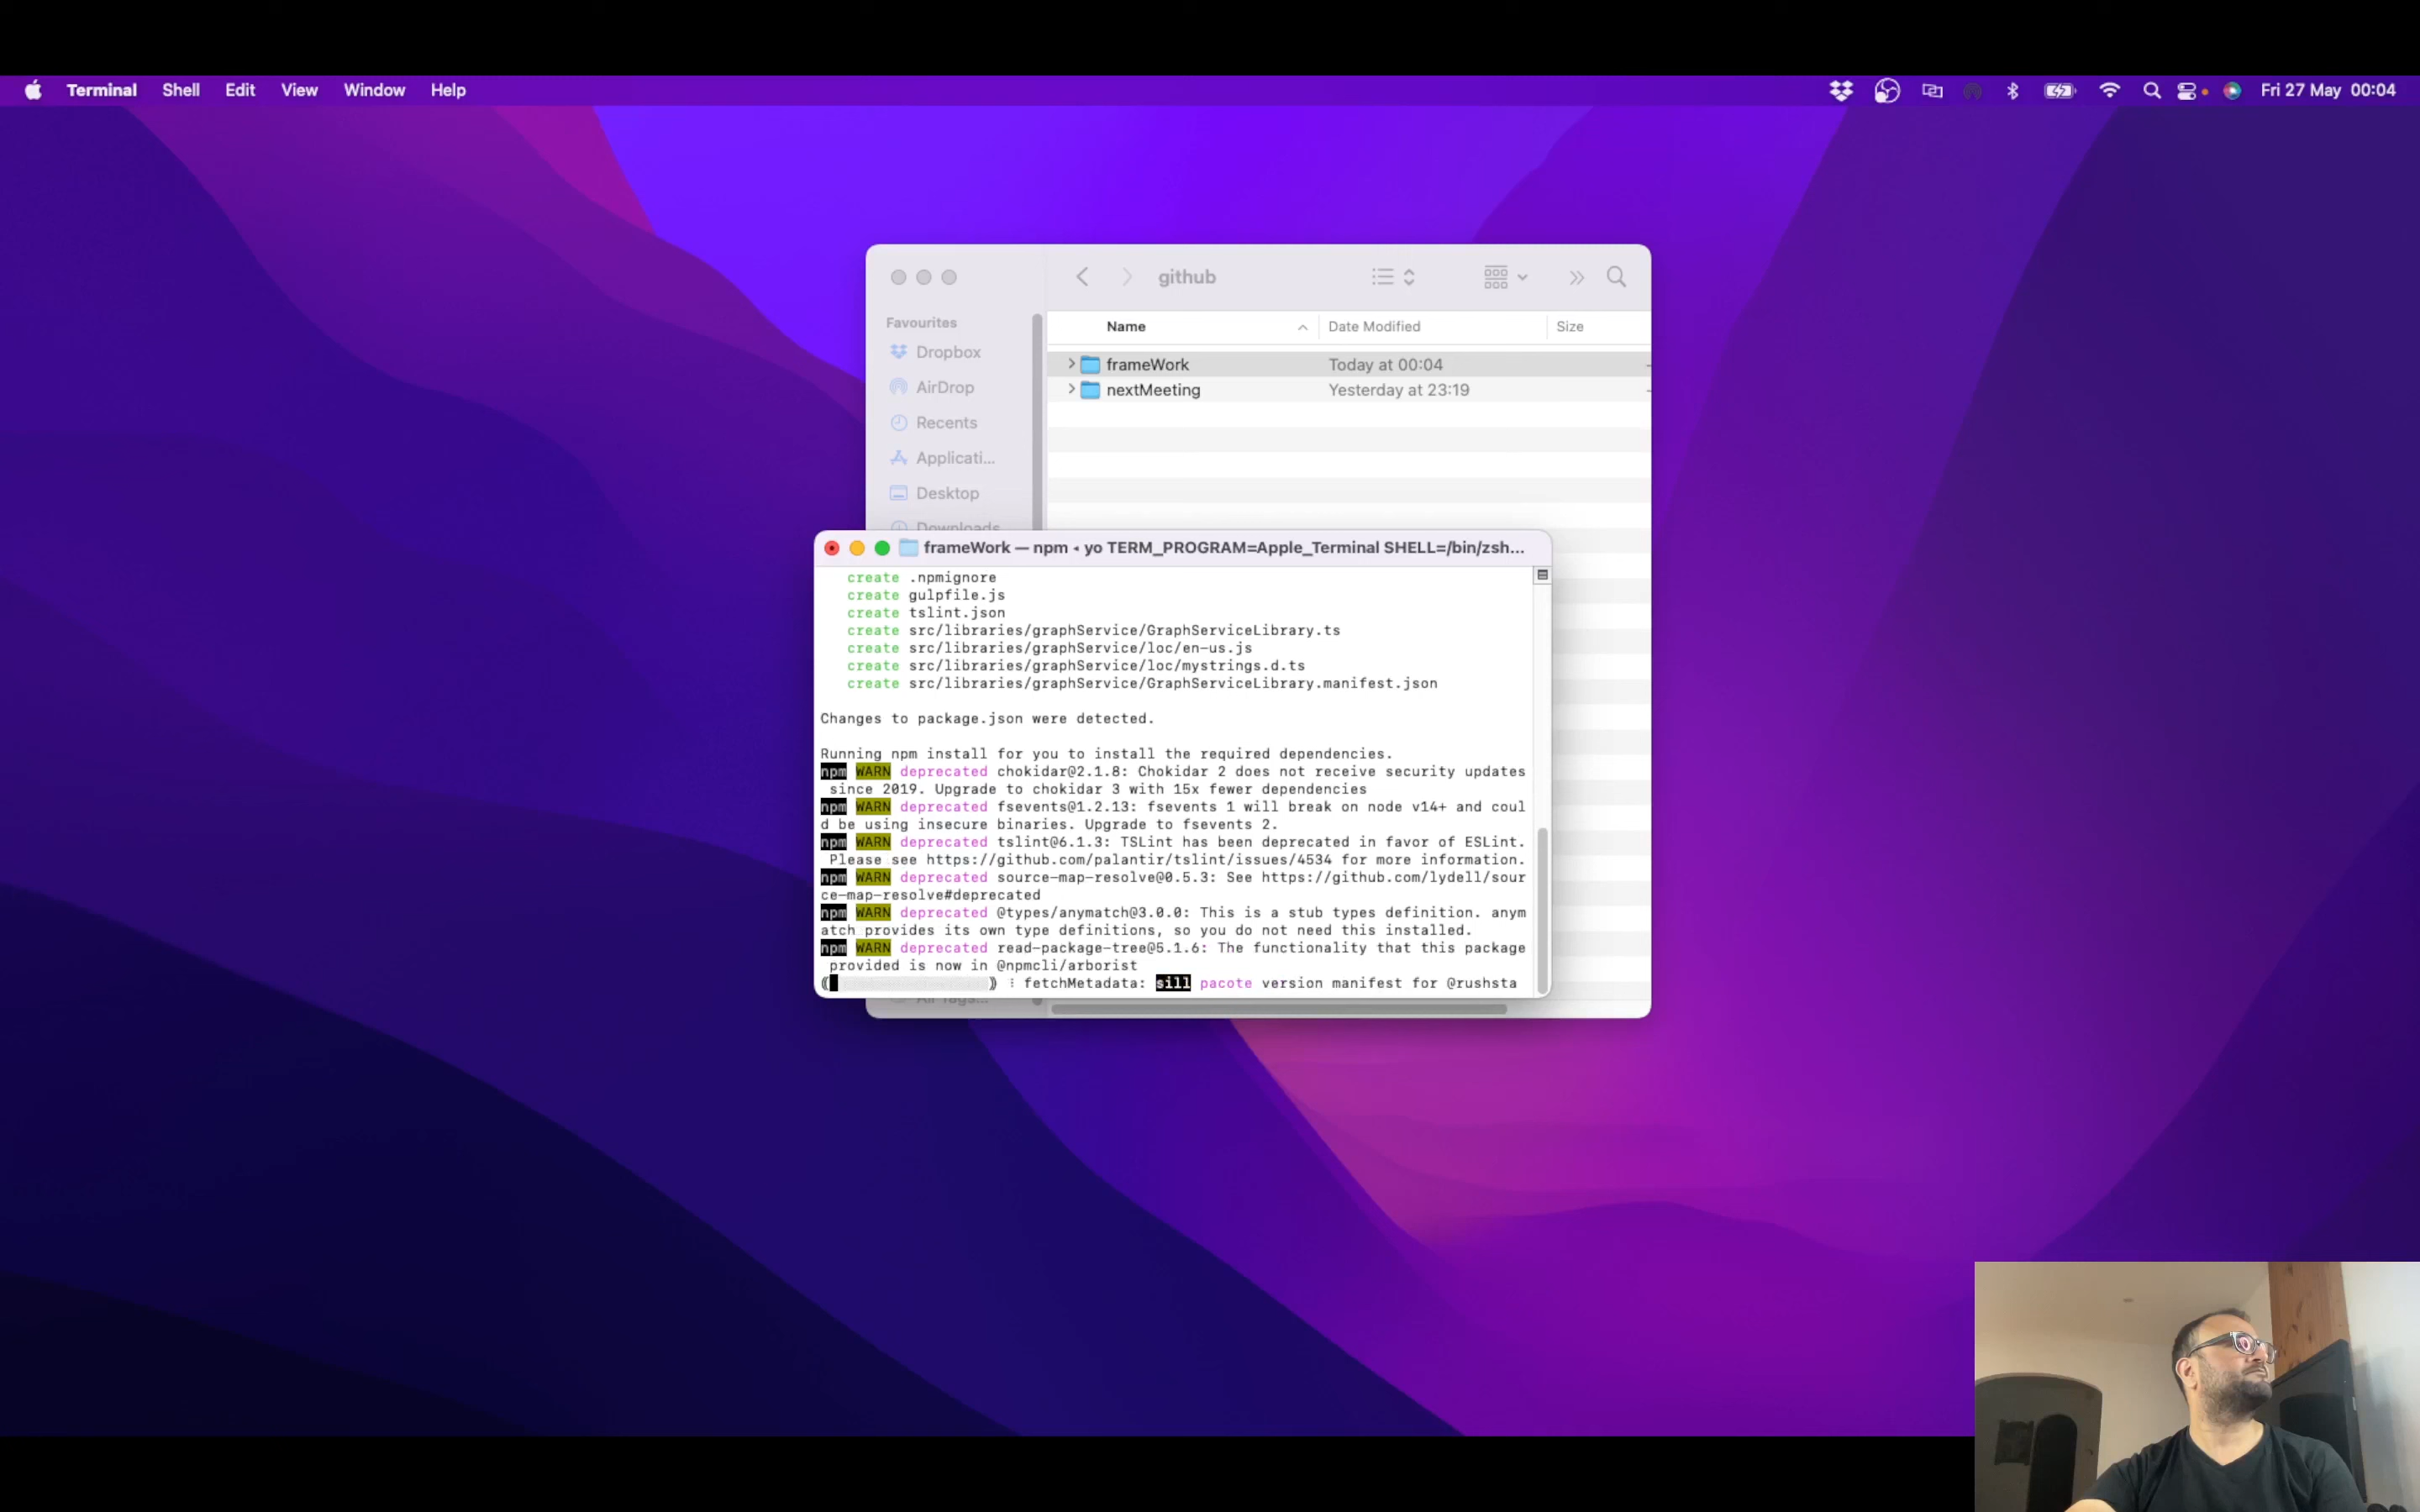 Terminal Shell Edit View Window Help Fri 27 May 00:04
github
Favourites
Dropbox
AirDrop
Recents
Applicati...
Desktop
Downloads
Name Date Modified Size
frameWork Today at 00:04 --
nextMeeting Yesterday at 23:19 --
frameWork — npm ◂ yo TERM_PROGRAM=Apple_Terminal SHELL=/bin/zsh...
create .npmignore
create gulpfile.js
create tslint.json
create src/libraries/graphService/GraphServiceLibrary.ts
create src/libraries/graphService/loc/en-us.js
create src/libraries/graphService/loc/mystrings.d.ts
create src/libraries/graphService/GraphServiceLibrary.manifest.json
Changes to package.json were detected.
Running npm install for you to install the required dependencies.
npm WARN deprecated chokidar@2.1.8: Chokidar 2 does not receive security updates
since 2019. Upgrade to chokidar 3 with 15x fewer dependencies
npm WARN deprecated fsevents@1.2.13: fsevents 1 will break on node v14+ and coul
d be using insecure binaries. Upgrade to fsevents 2.
npm WARN deprecated tslint@6.1.3: TSLint has been deprecated in favor of ESLint.
Please see https://github.com/palantir/tslint/issues/4534 for more information.
npm WARN deprecated source-map-resolve@0.5.3: See https://github.com/lydell/sour
ce-map-resolve#deprecated
npm WARN deprecated @types/anymatch@3.0.0: This is a stub types definition. anym
atch provides its own type definitions, so you do not need this installed.
npm WARN deprecated read-package-tree@5.1.6: The functionality that this package
provided is now in @npmcli/arborist
⸨ ⸩ ⠸ fetchMetadata: sill pacote version manifest for @rushsta
All Tags...